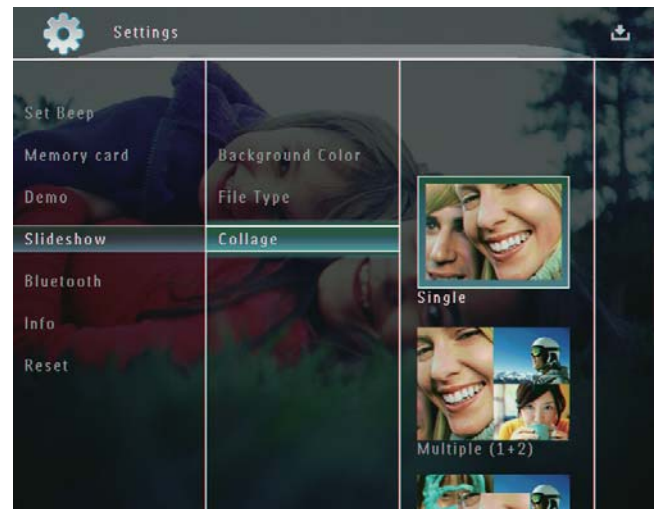 Settings
Set Beep
Memory card
Demo
Slideshow
Bluetooth
Info
Reset
Background Color
File Type
Collage
Single
Multiple (1+2)